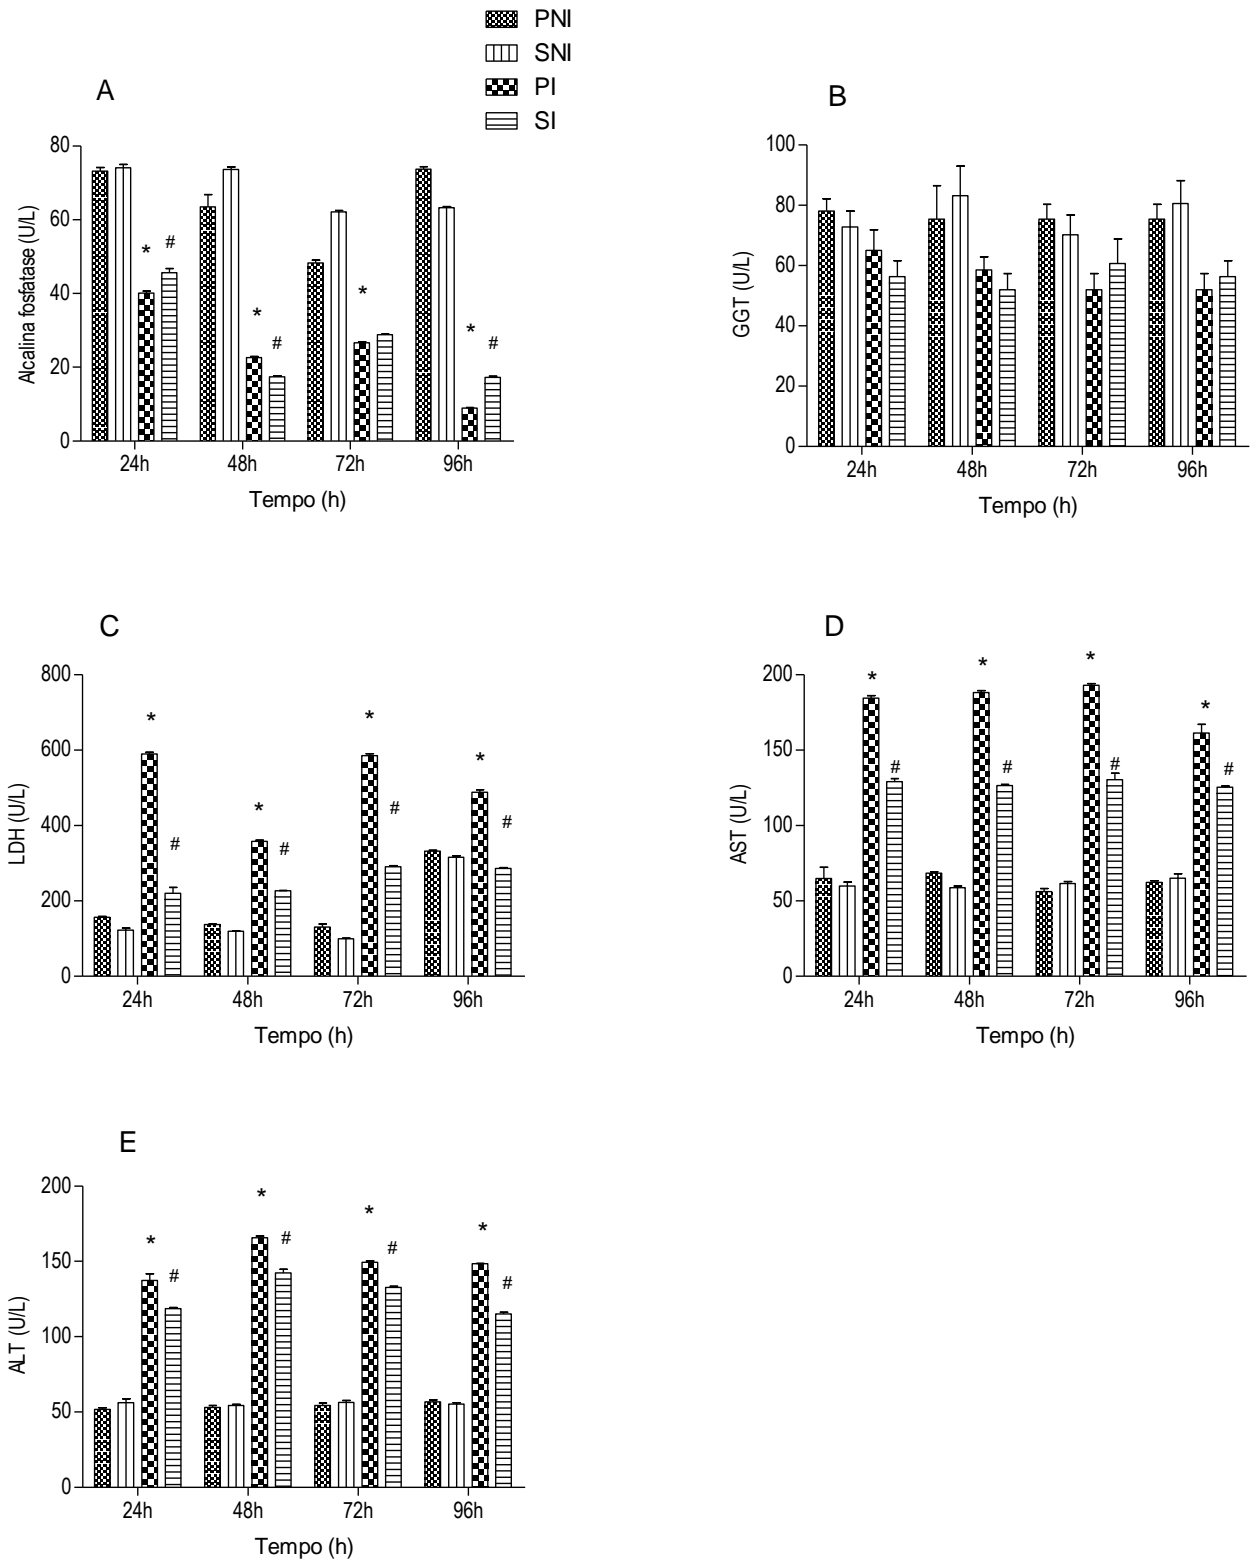 PNI
SNI
PI
SI
A
Alcalina fosfatase (U/L)
80
60
40
20
0
* #
* #
*
* #
24h 48h 72h 96h
Tempo (h)
B
GGT (U/L)
100
80
60
40
20
0
24h 48h 72h 96h
Tempo (h)
C
LDH (U/L)
800
600
400
200
0
* #
* #
* #
* #
24h 48h 72h 96h
Tempo (h)
D
AST (U/L)
200
150
100
50
0
* #
* #
* #
* #
24h 48h 72h 96h
Tempo (h)
E
ALT (U/L)
200
150
100
50
0
* #
* #
* #
* #
24h 48h 72h 96h
Tempo (h)